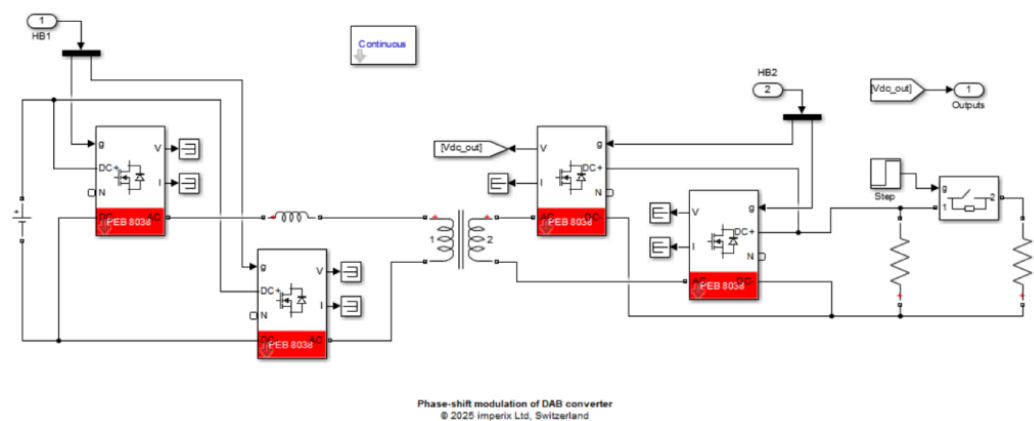 1
HB1
Continuous
g
V
DC+
I
N
DC-
AC
PEB 8038
g
V
DC+
I
N
DC-
AC
PEB 8038
1
2
[Vdc_out]
V
g
DC+
I
N
AC
DC-
PEB 8038
HB2
2
V
g
DC+
I
N
AC
DC-
PEB 8038
[Vdc_out]
1
Outputs
Step
g
1
2
Phase-shift modulation of DAB converter
© 2025 imperix Ltd, Switzerland